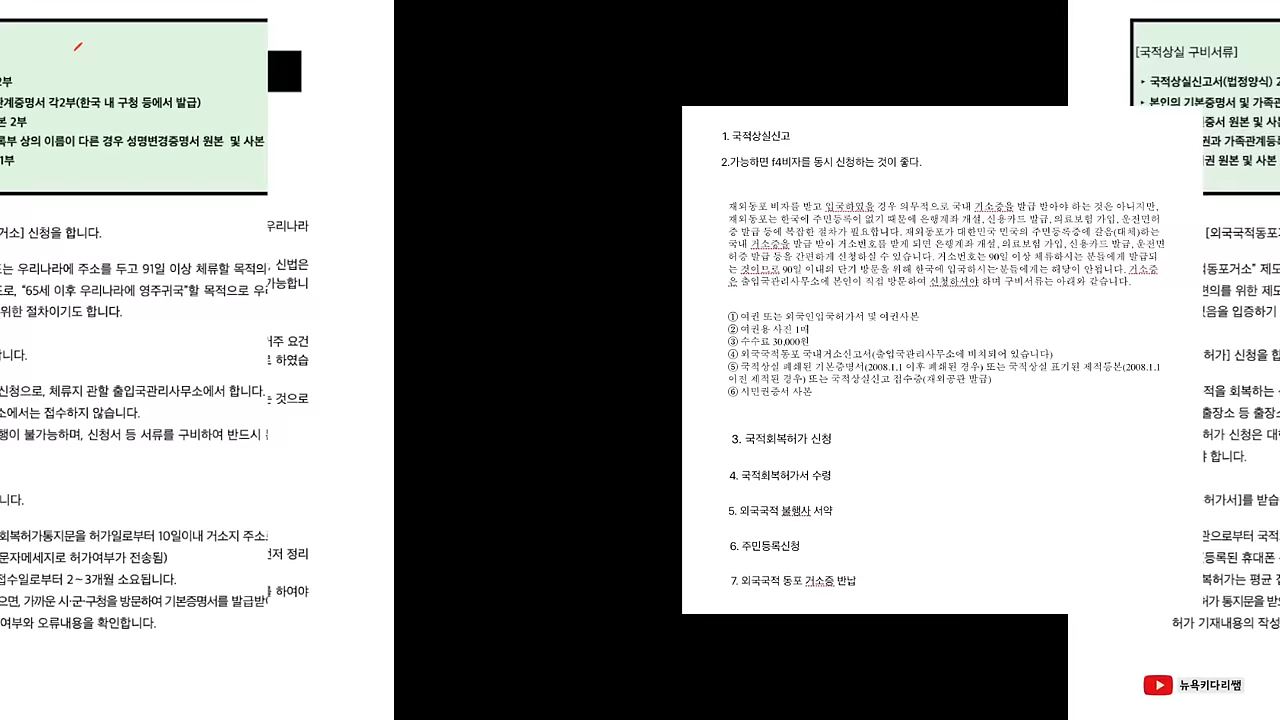 2부
관계증명서 각2부(한국 내 구청 등에서 발급)
본 2부
록부 상의 이름이 다른 경우 성명변경증명서 원본 및 사본
1부
우리나라
거소] 신청을 합니다.
는 우리나라에 주소를 두고 91일 이상 체류할 목적의
, 신법은
로, “65세 이후 우리나라에 영주귀국”할 목적으로 우
가능합니
위한 절차이기도 합니다.
거주 요건
니다.
하였습
신청으로, 체류지 관할 출입국관리사무소에서 합니다.
는 것으로
소에서는 접수하지 않습니다.
행이 불가능하며, 신청서 등 서류를 구비하여 반드시
니다.
회복허가통지문을 허가일로부터 10일이내 거소지 주소
문자메세지로 허가여부가 전송됨)
먼저 정리
접수일로부터 2~3개월 소요됩니다.
하여야
으면, 가까운 시·군·구청을 방문하여 기본증명서를 발급받
여부와 오류내용을 확인합니다.
1. 국적상실신고
2.가능하면 f4비자를 동시 신청하는 것이 좋다.
재외동포 비자를 받고 입국하였을 경우 의무적으로 국내 거소증을 발급 받아야 하는 것은 아니지만,
재외동포는 한국에 주민등록이 없기 때문에 은행계좌 개설, 신용카드 발급, 의료보험 가입, 운전면허
증 발급 등에 복잡한 절차가 필요합니다. 재외동포가 대한민국 민국의 주민등록증에 갈음(대체)하는
국내 거소증을 발급 받아 거소번호를 받게 되면 은행계좌 개설, 의료보험 가입, 신용카드 발급, 운전면
허증 발급 등을 간편하게 신청하실 수 있습니다. 거소번호는 90일 이상 체류하시는 분들에게 발급되
는 것이므로 90일 이내의 단기 방문을 위해 한국에 입국하시는 분들에게는 해당이 안됩니다. 거소증
은 출입국관리사무소에 본인이 직접 방문하여 신청하셔야 하며 구비서류는 아래와 같습니다.
① 여권 또는 외국인입국허가서 및 여권사본
② 여권용 사진 1매
③ 수수료 30,000원
④ 외국국적동포 국내거소신고서(출입국관리사무소에 비치되어 있습니다)
⑤ 국적상실 폐쇄된 기본증명서(2008.1.1 이후 폐쇄된 경우) 또는 국적상실 표기된 제적등본(2008.1.1
이전 제적된 경우) 또는 국적상실신고 접수증(재외공관 발급)
⑥ 시민권증서 사본
3. 국적회복허가 신청
4. 국적회복허가서 수령
5. 외국국적 불행사 서약
6. 주민등록신청
7. 외국국적 동포 거소증 반납
[국적상실 구비서류]
▸ 국적상실신고서(법정양식) 2
▸ 본인의 기본증명서 및 가족관
증서 원본 및 사본
권과 가족관계등록
권 원본 및 사본
[외국국적동포
동포거소” 제도
편의를 위한 제도
있음을 입증하기
허가] 신청을 합
적을 회복하는
출장소 등 출장소
허가 신청은 대
야 합니다.
허가서]를 받습
관으로부터 국적
등록된 휴대폰
복허가는 평균 접
허가 통지문을 받으
허가 기재내용의 작성
뉴욕키다리쌤